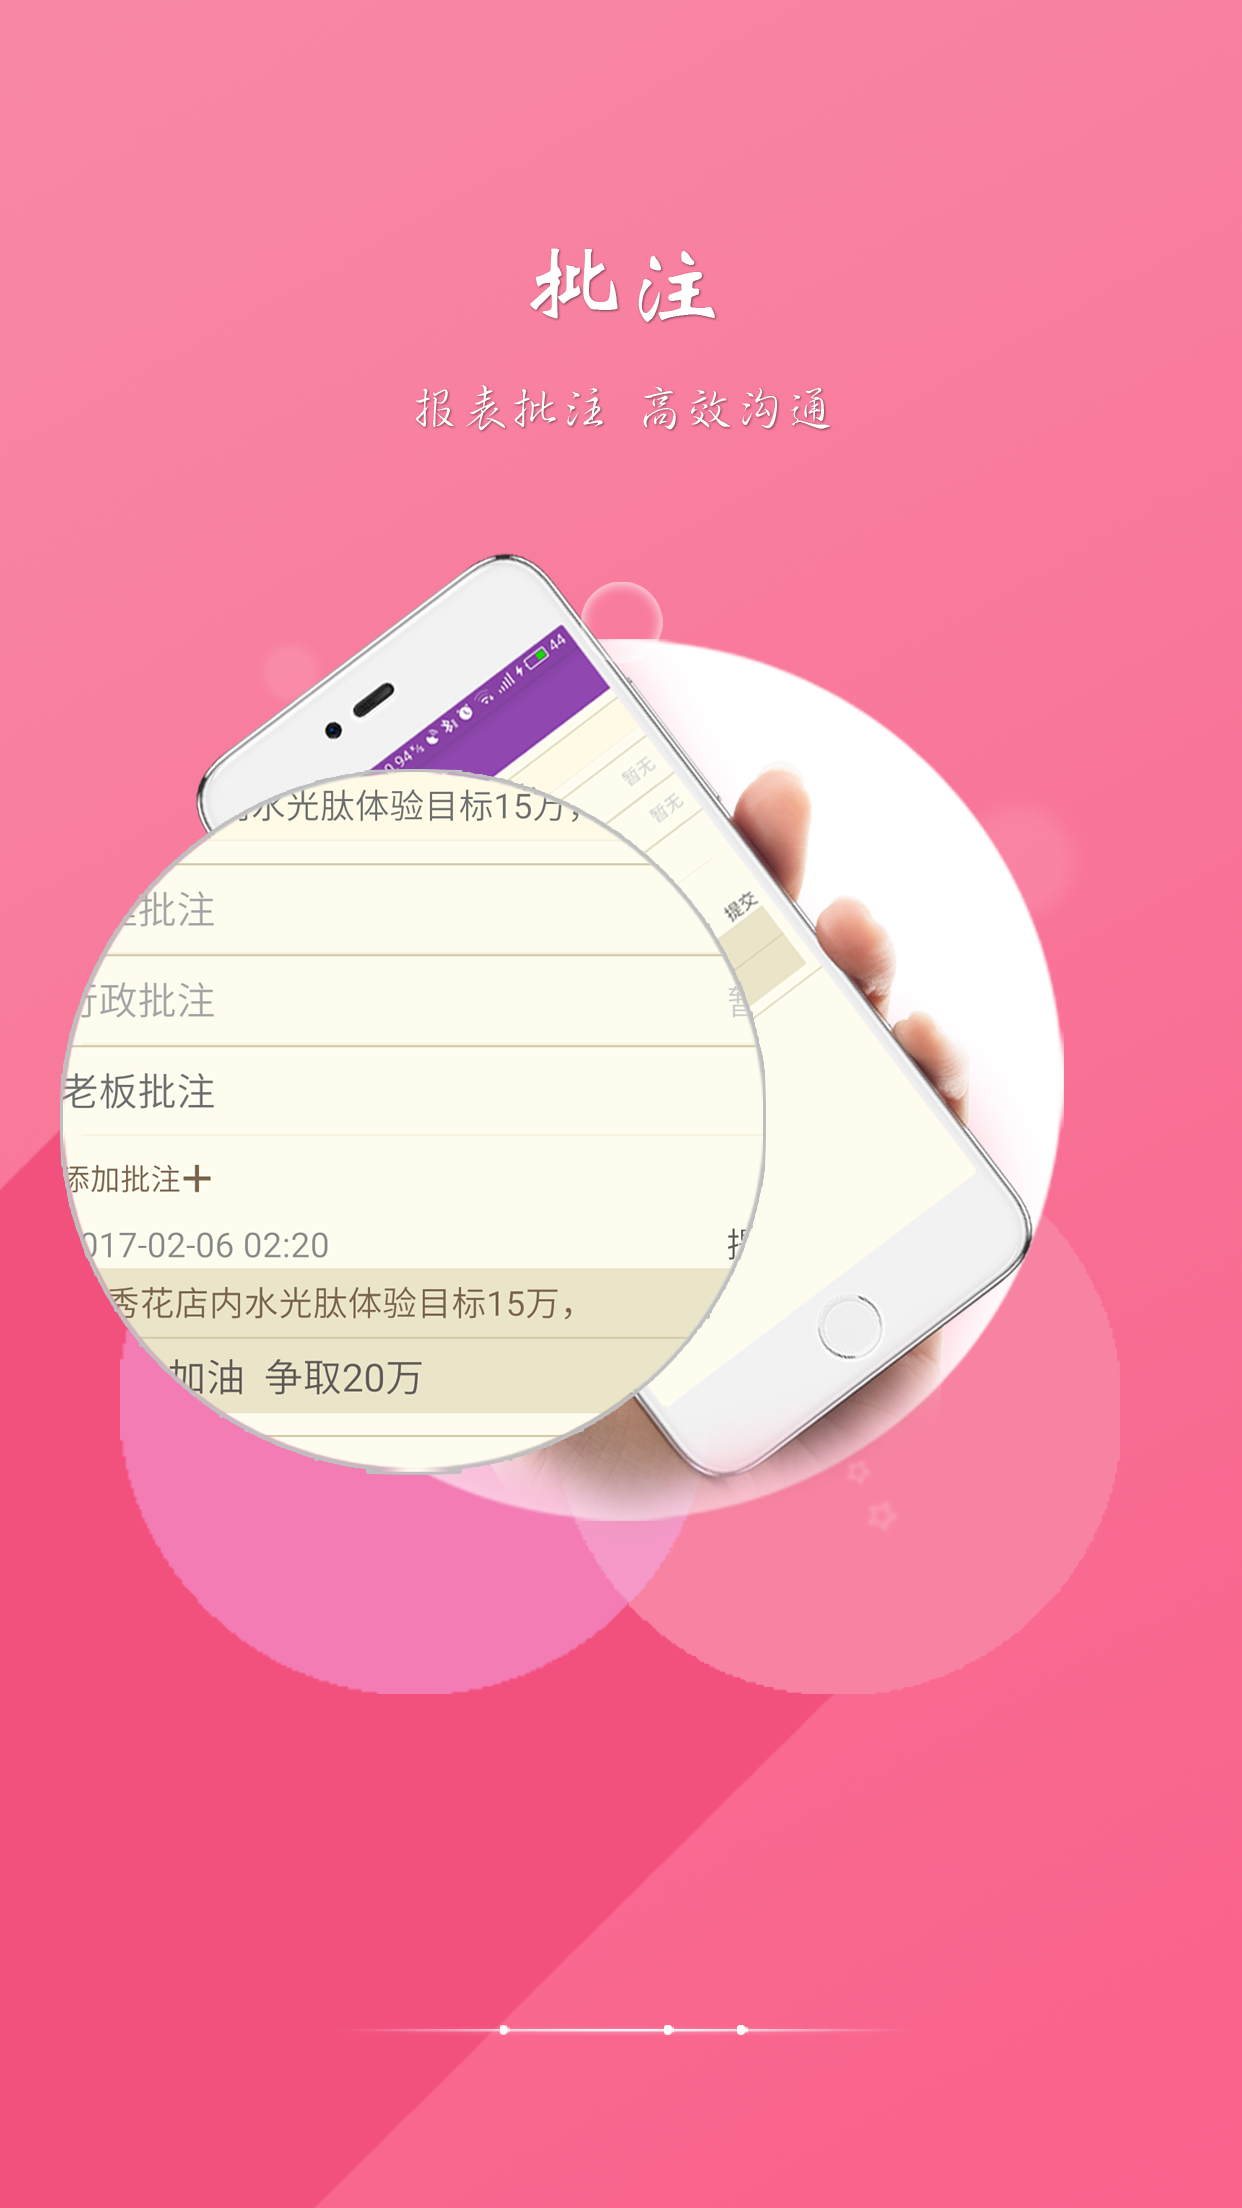 批注
报表批注 高效沟通
44
0.94
暂无
暂无
提交
水光肽体验目标15万，
批注
政批注
老板批注
添加批注+
017-02-06 02:20
秀花店内水光肽体验目标15万，
加油 争取20万